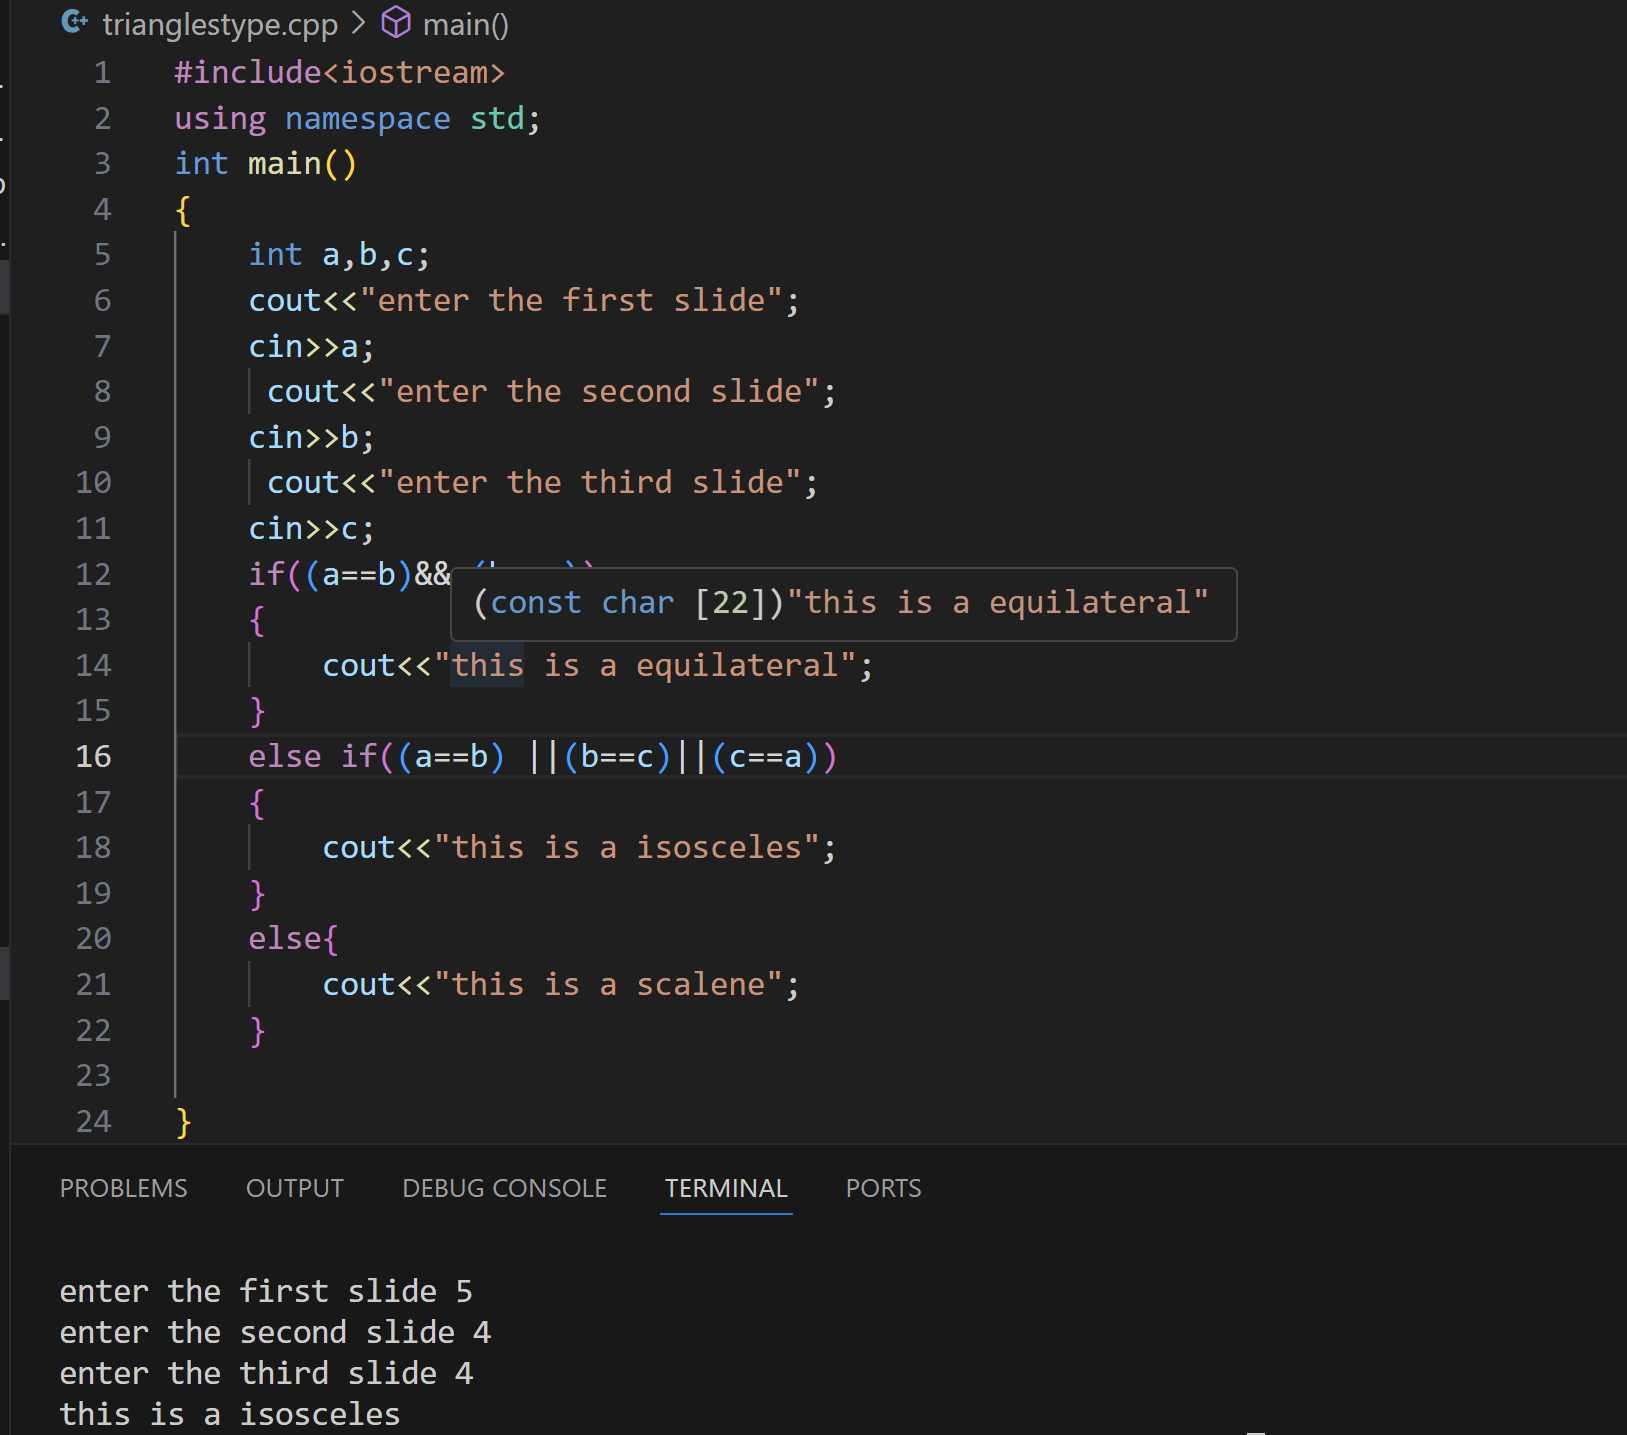 trianglestype.cpp > main()
1 #include<iostream>
2 using namespace std;
3 int main()
4 {
5 int a,b,c;
6 cout<<"enter the first slide";
7 cin>>a;
8 cout<<"enter the second slide";
9 cin>>b;
10 cout<<"enter the third slide";
11 cin>>c;
12 if((a==b)&&
(const char [22])"this is a equilateral"
13 {
14 cout<<"this is a equilateral";
15 }
16 else if((a==b) ||(b==c)||(c==a))
17 {
18 cout<<"this is a isosceles";
19 }
20 else{
21 cout<<"this is a scalene";
22 }
23
24 }
PROBLEMS OUTPUT DEBUG CONSOLE TERMINAL PORTS
enter the first slide 5
enter the second slide 4
enter the third slide 4
this is a isosceles